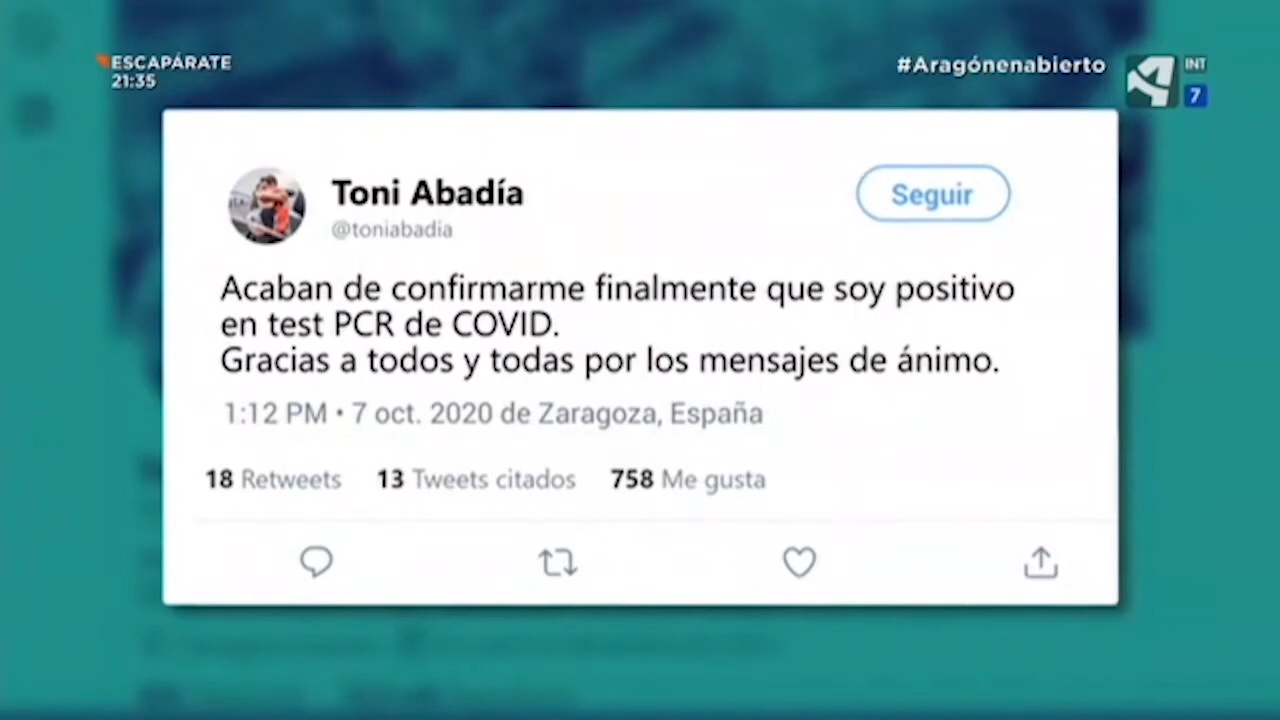 ESCAPÁRATE
21:35
#Aragónenabierto
INT
7
Toni Abadía
@toniabadia
Seguir
Acaban de confirmarme finalmente que soy positivo
en test PCR de COVID.
Gracias a todos y todas por los mensajes de ánimo.
1:12 PM • 7 oct. 2020 de Zaragoza, España
18 Retweets 13 Tweets citados 758 Me gusta